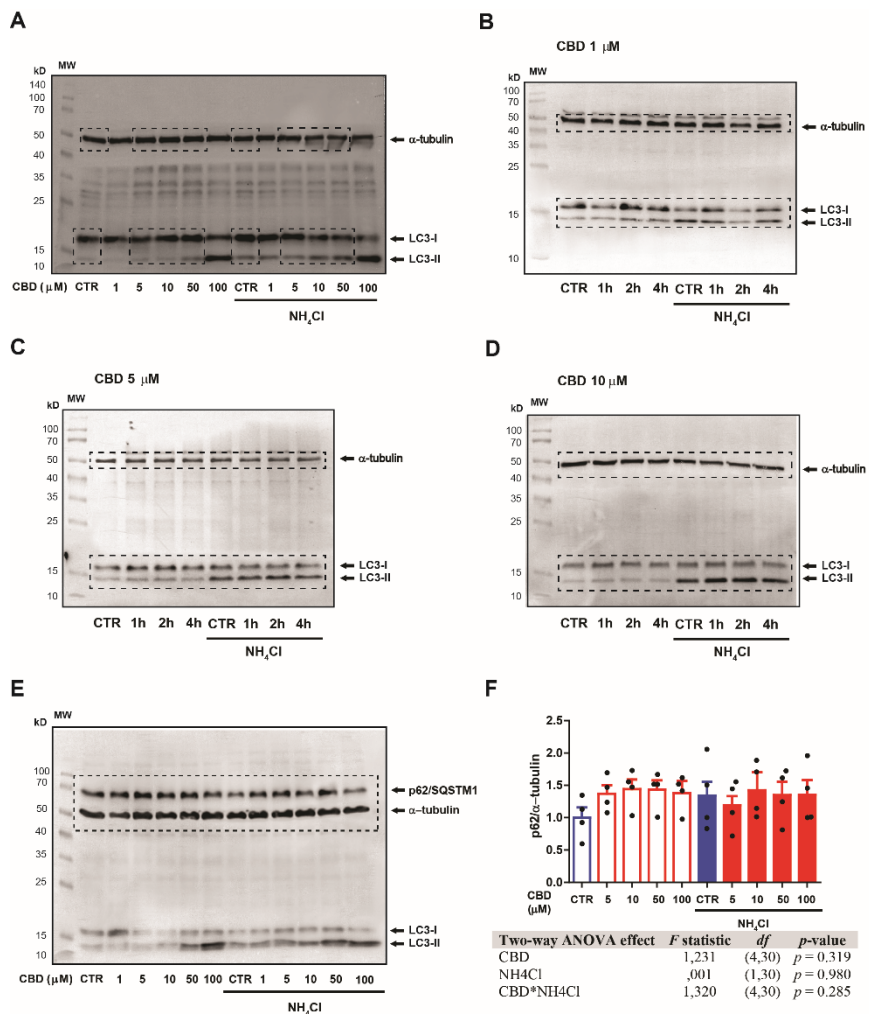 A
kD MW
140
100
70
50
40
35
25
15
10
α-tubulin
LC3-I
LC3-II
CBD (μM) CTR 1 5 10 50 100 CTR 1 5 10 50 100
NH4Cl
B
CBD 1 μM
kD MW
100
70
50
40
35
25
15
10
α-tubulin
LC3-I
LC3-II
CTR 1h 2h 4h CTR 1h 2h 4h
NH4Cl
C
CBD 5 μM
kD MW
100
70
50
40
35
25
15
10
α-tubulin
LC3-I
LC3-II
CTR 1h 2h 4h CTR 1h 2h 4h
NH4Cl
D
CBD 10 μM
kD MW
100
70
50
40
35
25
15
10
α-tubulin
LC3-I
LC3-II
CTR 1h 2h 4h CTR 1h 2h 4h
NH4Cl
E
kD MW
100
70
50
40
35
25
15
10
p62/SQSTM1
α-tubulin
LC3-I
LC3-II
CBD (μM) CTR 1 5 10 50 100 CTR 1 5 10 50 100
NH4Cl
F
p62/α-tubulin
2.5
2.0
1.5
1.0
0.5
0.0
CBD (μM) CTR 5 10 50 100 CTR 5 10 50 100
NH4Cl
Two-way ANOVA effect F statistic df p-value
CBD 1,231 (4,30) p = 0.319
NH4Cl ,001 (1,30) p = 0.980
CBD*NH4Cl 1,320 (4,30) p = 0.285